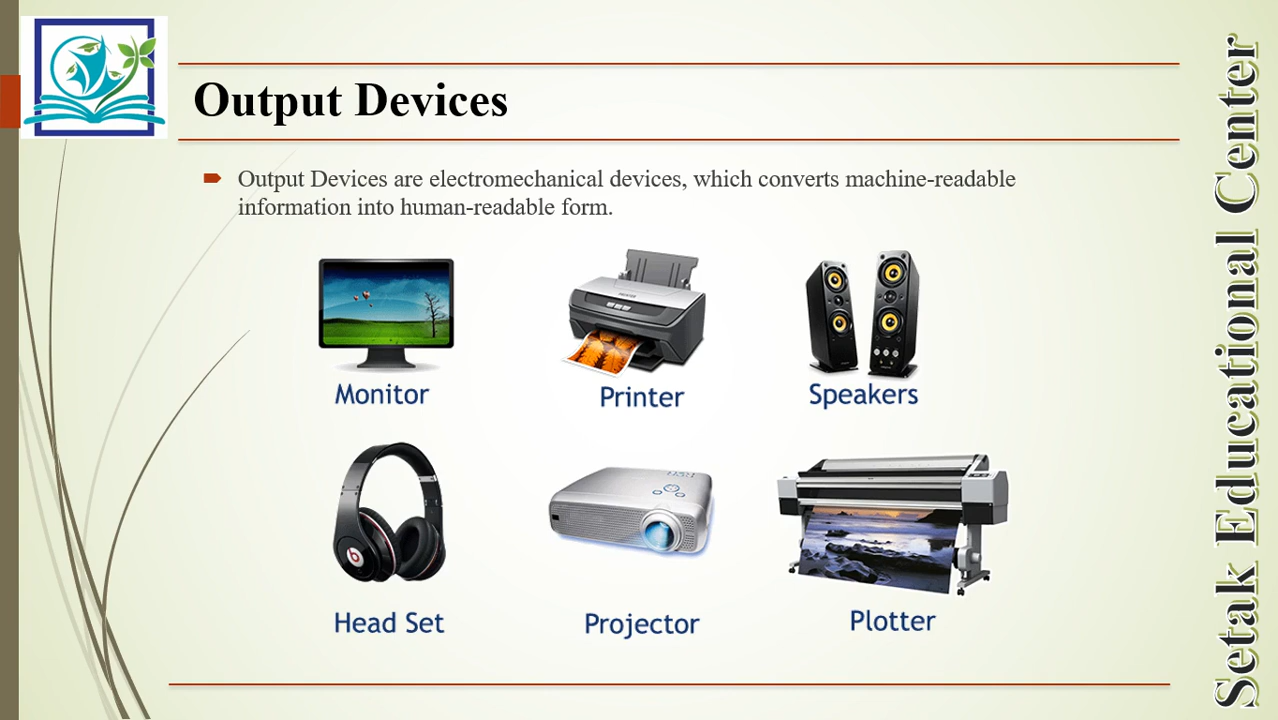 Output Devices
Output Devices are electromechanical devices, which converts machine-readable
information into human-readable form.
Monitor
Printer
Speakers
Head Set
Projector
Plotter
Setak Educational Center